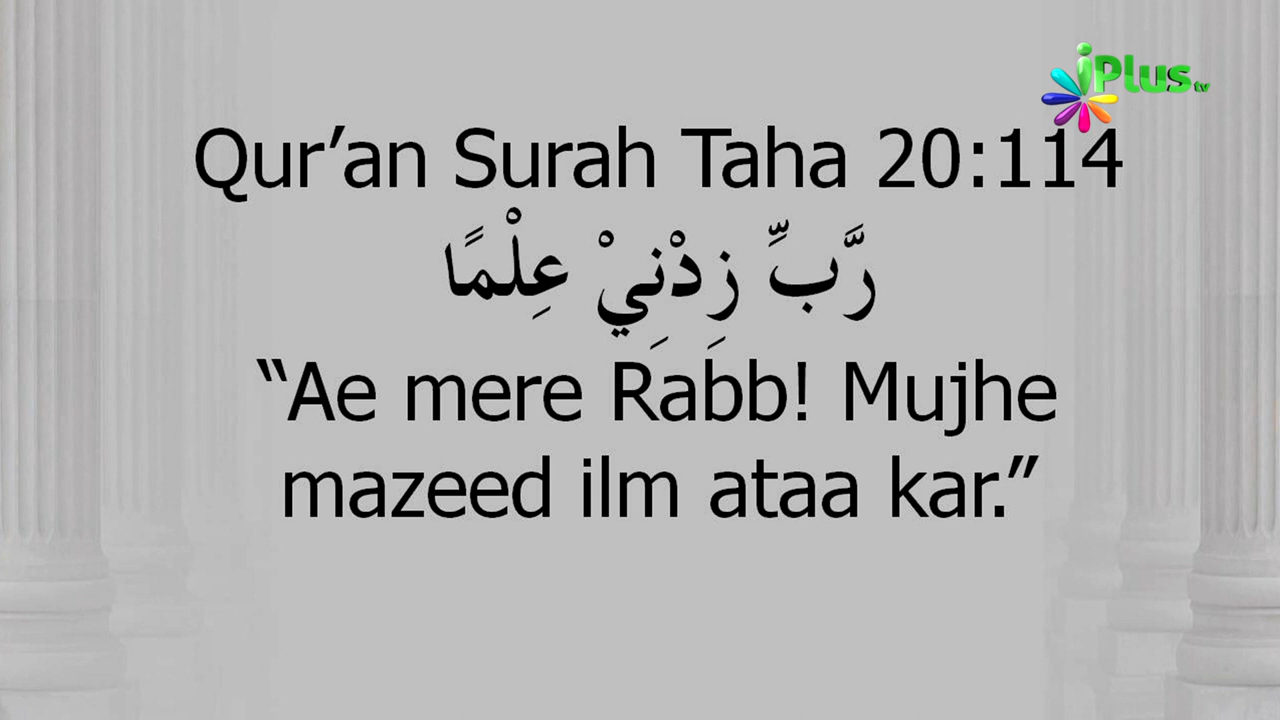 iPlus tv
Qur’an Surah Taha 20:114
رَّبِّ زِدْنِيْ عِلْمًا
“Ae mere Rabb! Mujhe
mazeed ilm ataa kar.”